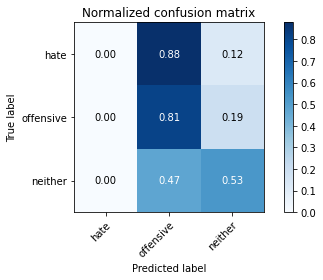 Normalized confusion matrix
True label
hate
0.00 0.88 0.12
offensive
0.00 0.81 0.19
neither
0.00 0.47 0.53
hate
offensive
neither
Predicted label
0.8
0.7
0.6
0.5
0.4
0.3
0.2
0.1
0.0